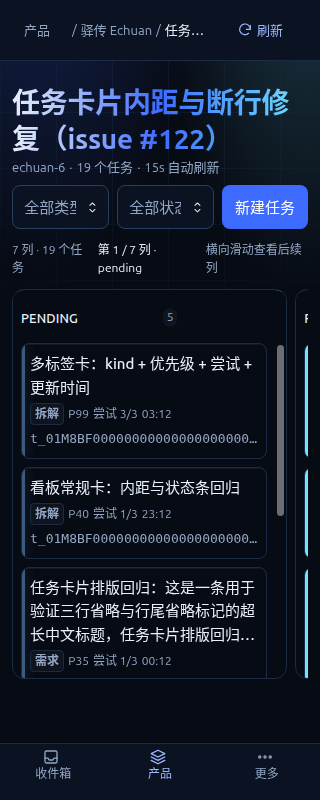 产品 / 驿传 Echuan / 任务… 刷新
任务卡片内距与断行修
复（issue #122）
echuan-6 · 19 个任务 · 15s 自动刷新
全部类型 全部状态 新建任务
7 列 · 19 个任 第 1 / 7 列 · 横向滑动查看后续
务 pending 列
PENDING 5
多标签卡：kind + 优先级 + 尝试 +
更新时间
拆解 P99 尝试 3/3 03:12
t_01M8BF00000000000000000000…
看板常规卡：内距与状态条回归
拆解 P40 尝试 1/3 23:12
t_01M8BF00000000000000000000…
任务卡片排版回归：这是一条用于
验证三行省略与行尾省略标记的超
长中文标题，任务卡片排版回归…
需求 P35 尝试 1/3 00:12
收件箱 产品 更多